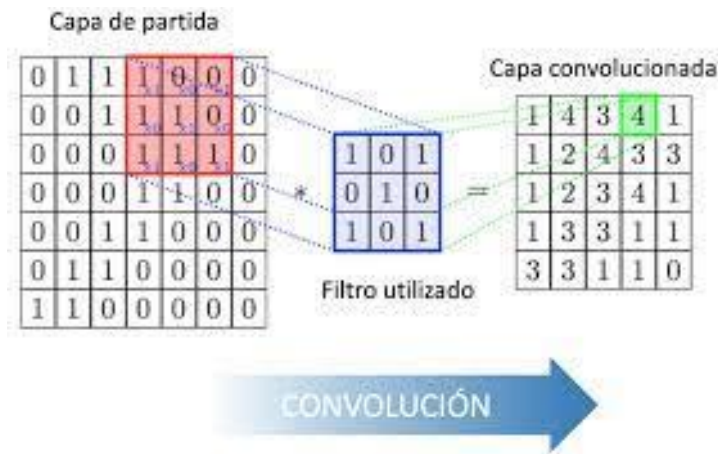 Capa de partida
Capa convolucionada
0 1 1 1 0 0 0
0 0 1 1 1 0 0
0 0 0 1 1 1 0
0 0 0 1 1 0 0
0 0 1 1 0 0 0
0 1 1 0 0 0 0
1 1 0 0 0 0 0
*
1 0 1
0 1 0
1 0 1
Filtro utilizado
=
1 4 3 4 1
1 2 4 3 3
1 2 3 4 1
1 3 3 1 1
3 3 1 1 0
CONVOLUCIÓN